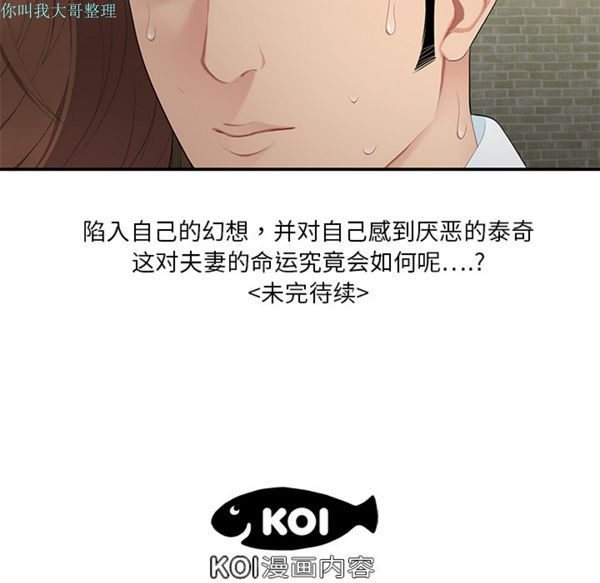 你叫我大哥整理
陷入自己的幻想，并对自己感到厌恶的泰奇
这对夫妻的命运究竟会如何呢....?
<未完待续>
KOI
KOI漫画内容